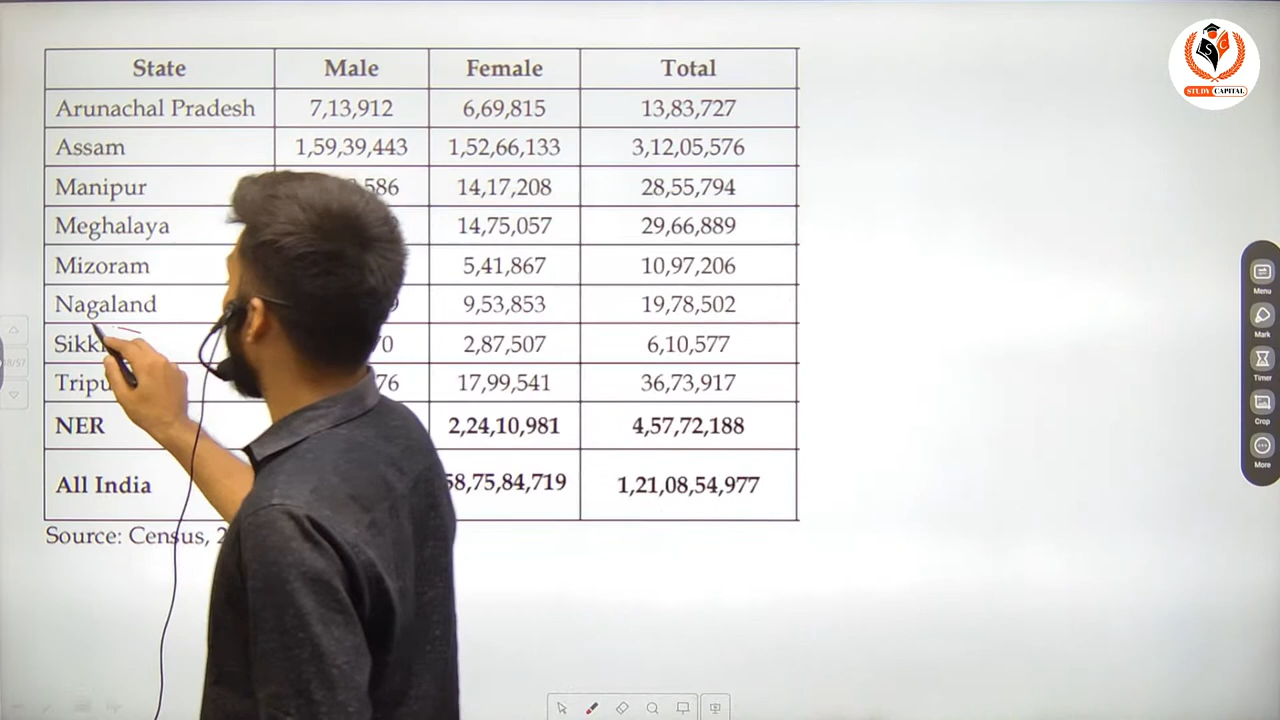 State Male Female Total
Arunachal Pradesh 7,13,912 6,69,815 13,83,727
Assam 1,59,39,443 1,52,66,133 3,12,05,576
Manipur 14,17,208 28,55,794
Meghalaya 14,75,057 29,66,889
Mizoram 5,41,867 10,97,206
Nagaland 9,53,853 19,78,502
2,87,507 6,10,577
17,99,541 36,73,917
NER 2,24,10,981 4,57,72,188
All India 58,75,84,719 1,21,08,54,977
Source: Census,
S C
STUDY CAPITAL
Menu
Mark
Timer
Crop
More